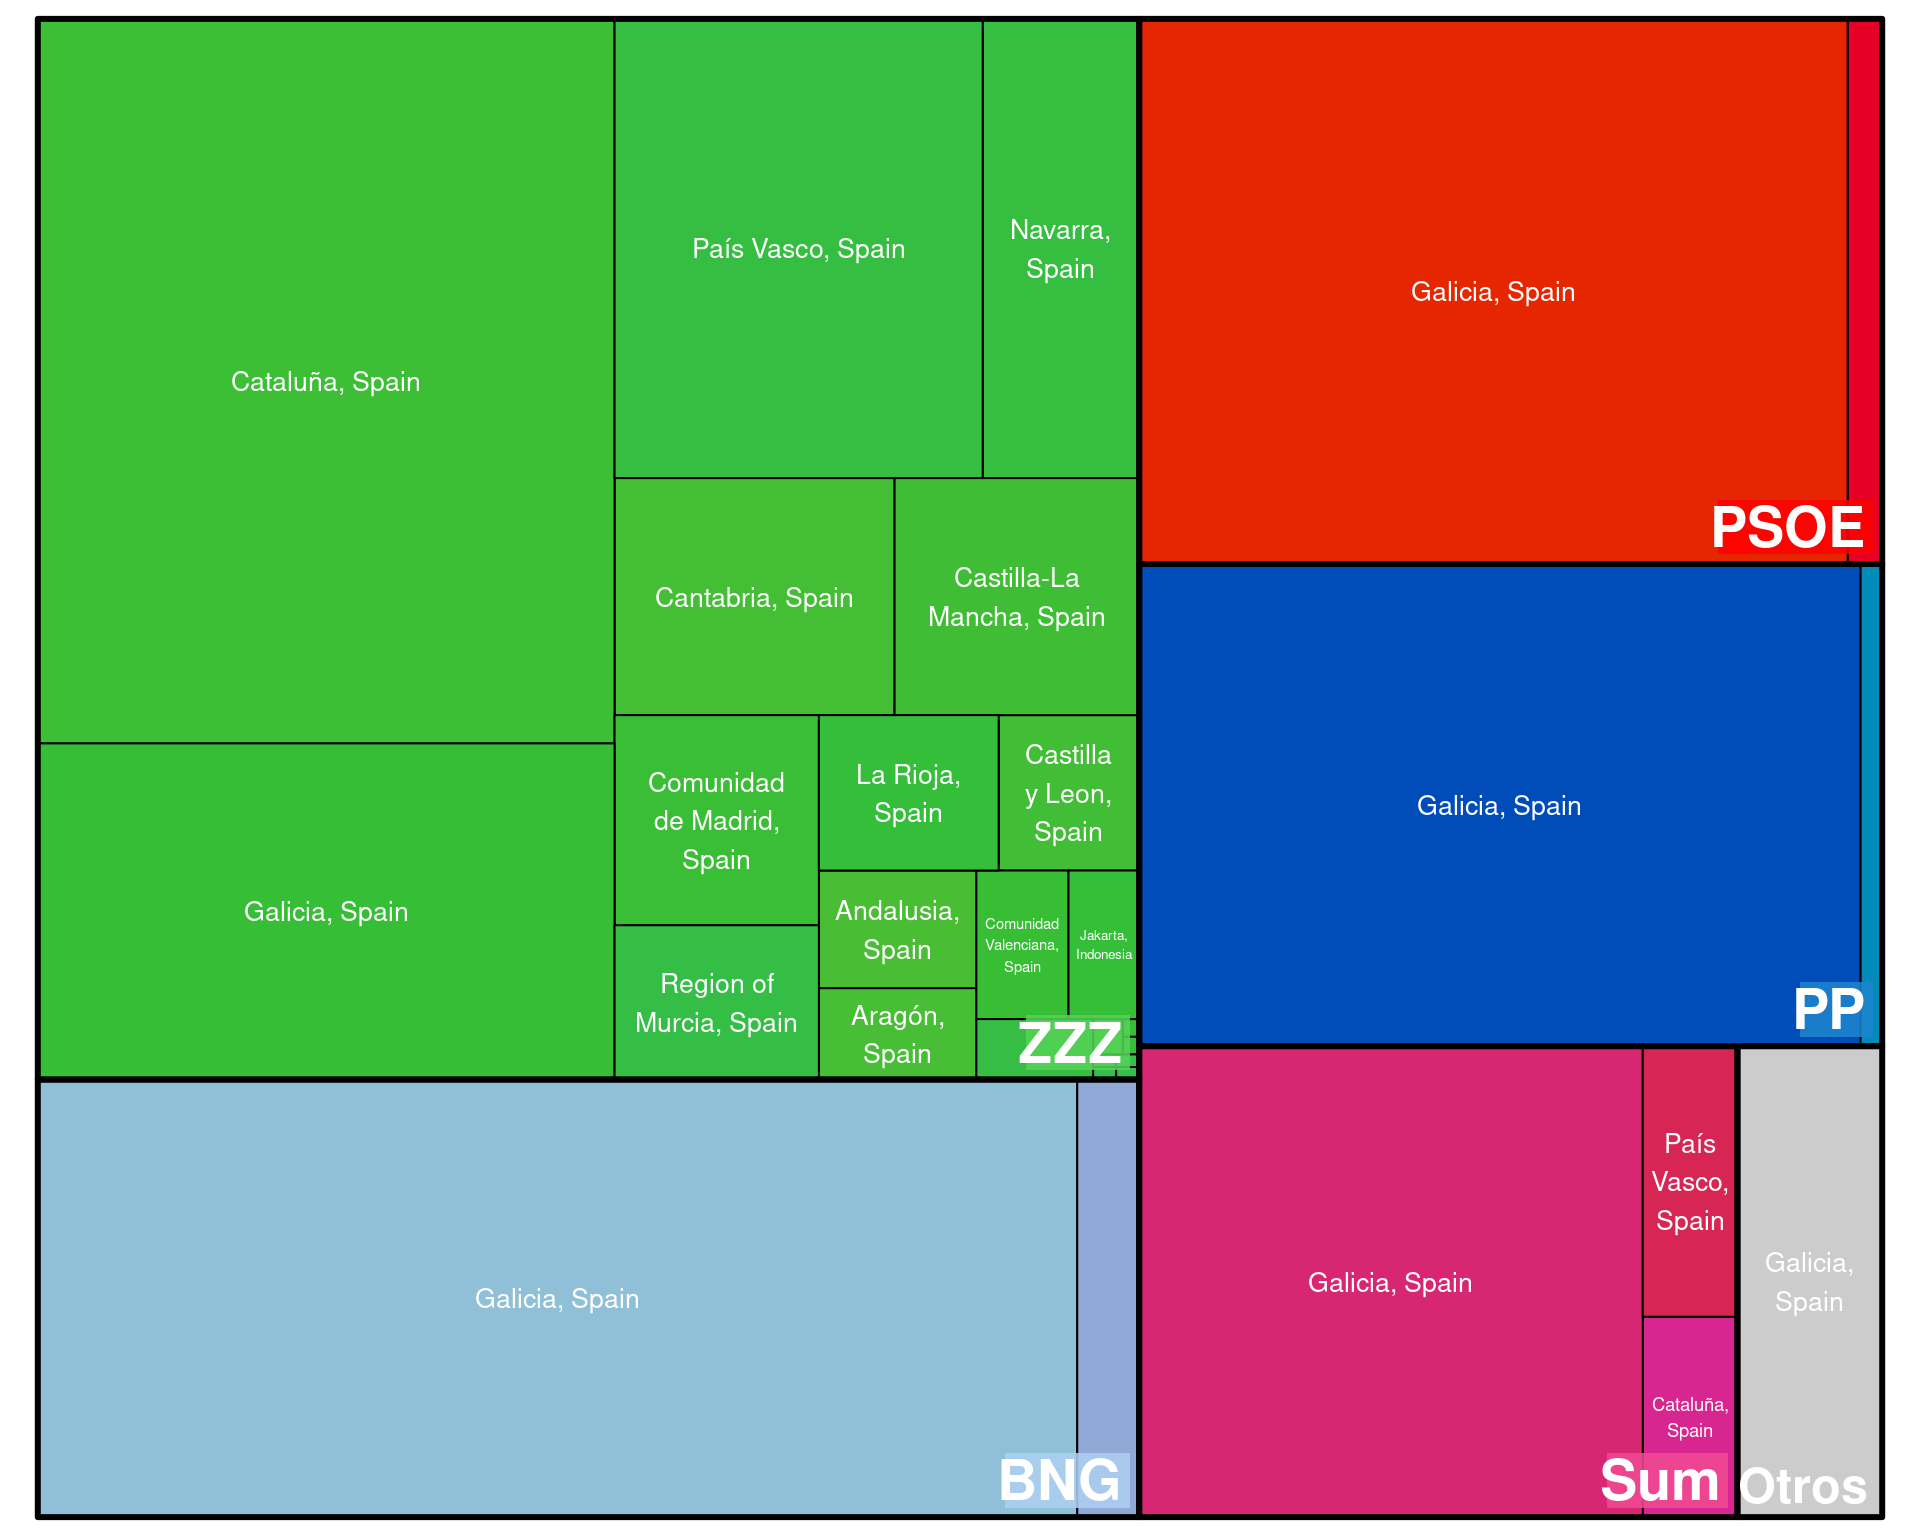 Cataluña, Spain
Galicia, Spain
País Vasco, Spain
Navarra,
Spain
Cantabria, Spain
Castilla-La
Mancha, Spain
Comunidad
de Madrid,
Spain
La Rioja,
Spain
Castilla
y Leon,
Spain
Region of
Murcia, Spain
Andalusia,
Spain
Aragón,
Spain
Comunidad
Valenciana,
Spain
Jakarta,
Indonesia
ZZZ
Galicia, Spain
BNG
Galicia, Spain
PSOE
Galicia, Spain
PP
Galicia, Spain
País
Vasco,
Spain
Cataluña,
Spain
Sum
Galicia,
Spain
Otros